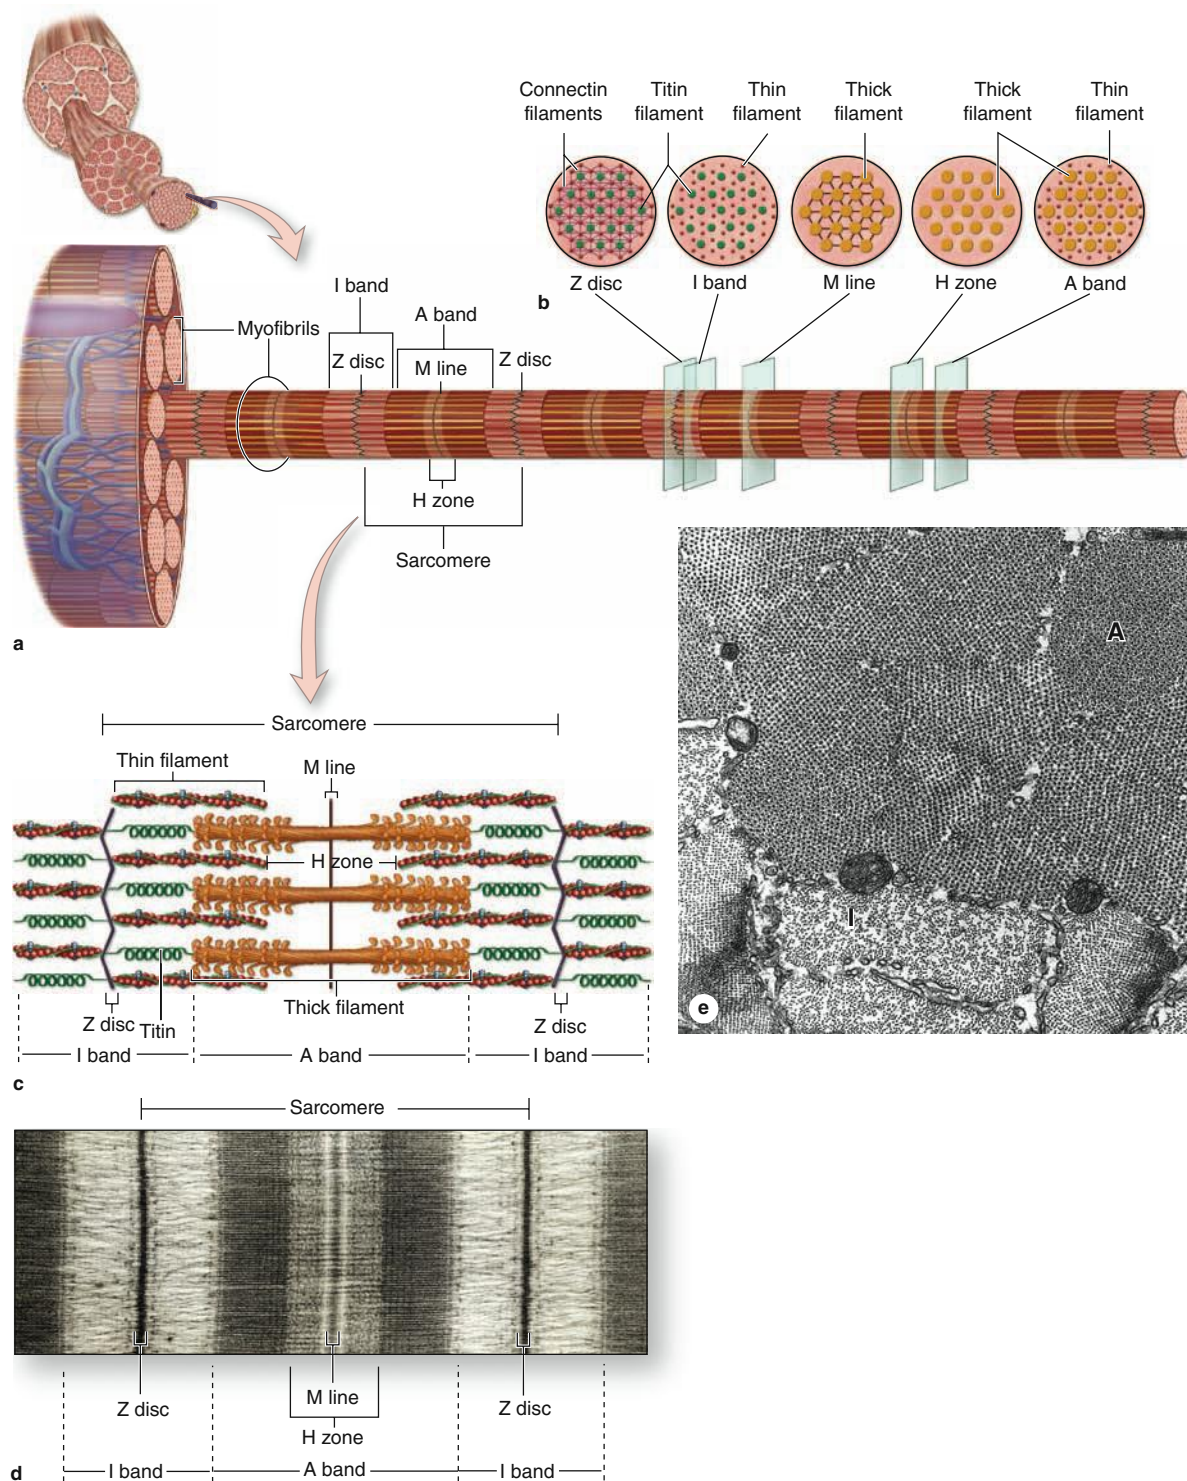 Connectin
filaments
Titin
filament
Thin
filament
Thick
filament
Thick
filament
Thin
filament
Z disc
I band
M line
H zone
A band
b
I band
A band
Myofibrils
Z disc
M line
Z disc
H zone
Sarcomere
a
A
I
e
Sarcomere
Thin filament
M line
H zone
Thick filament
Z disc
Titin
Z disc
I band
A band
I band
c
Sarcomere
Z disc
M line
Z disc
H zone
I band
A band
I band
d